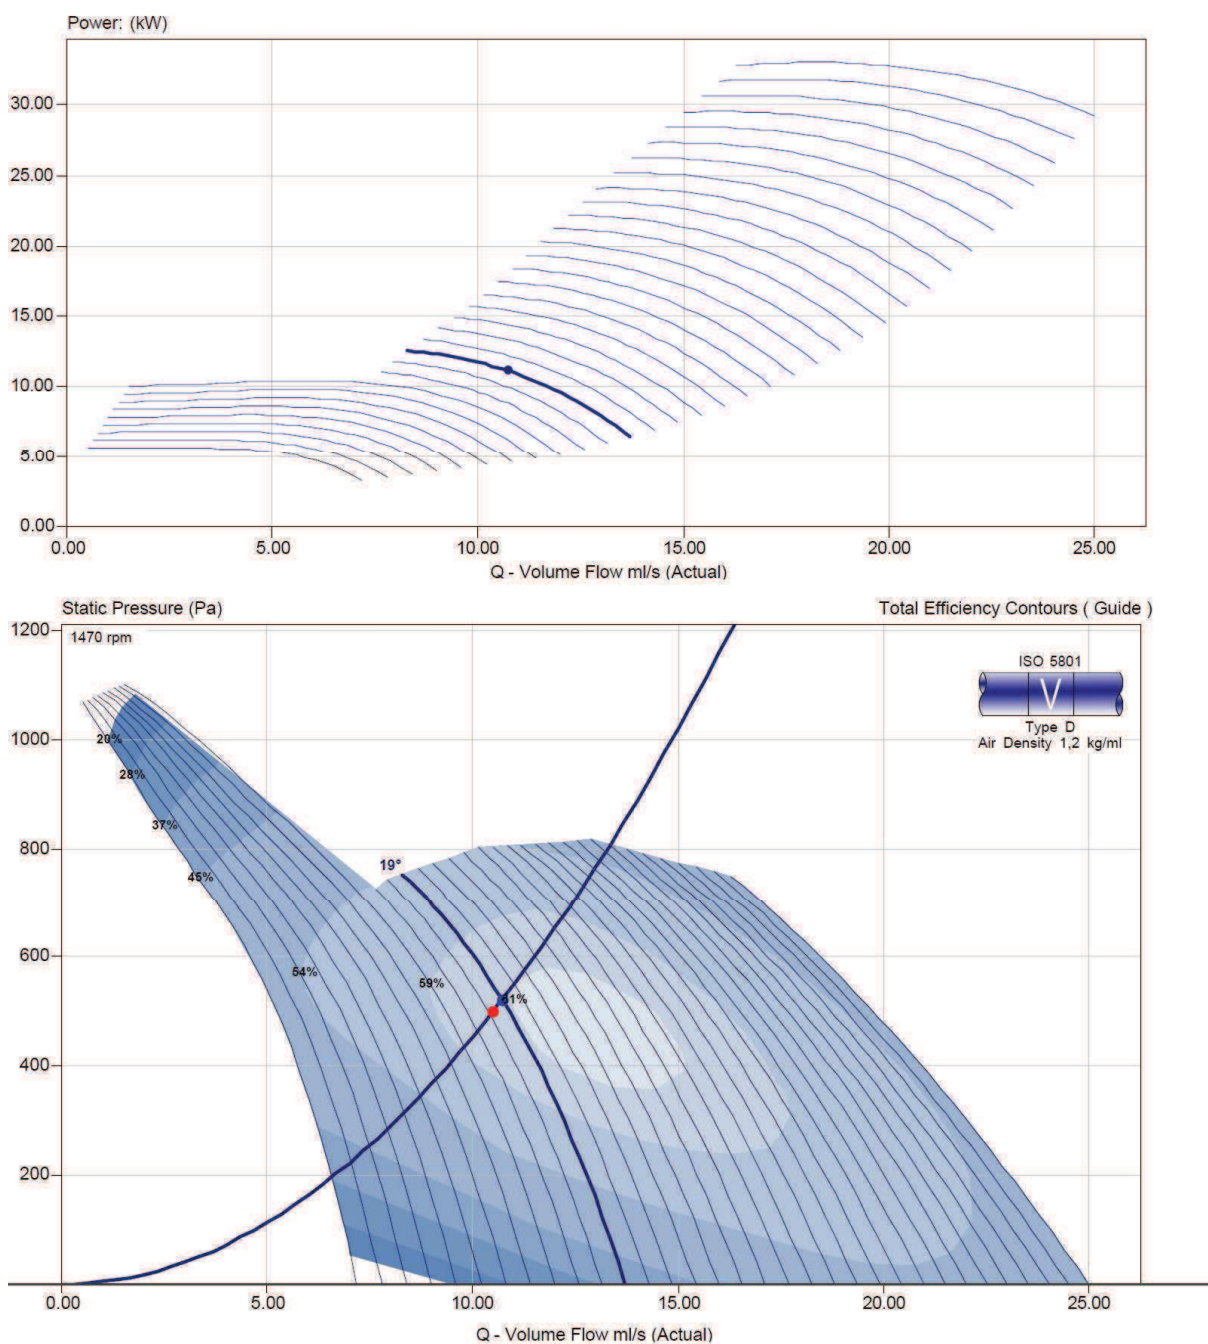 Power: (kW)
30.00
25.00
20.00
15.00
10.00
5.00
0.00
0.00 5.00 10.00 15.00 20.00 25.00
Q - Volume Flow ml/s (Actual)
Static Pressure (Pa) Total Efficiency Contours ( Guide )
1200
1470 rpm
ISO 5801
V
Type D
Air Density 1,2 kg/ml
1000
20%
28%
37%
800
19°
45%
600
54%
59%
61%
400
200
0
0.00 5.00 10.00 15.00 20.00 25.00
Q - Volume Flow ml/s (Actual)